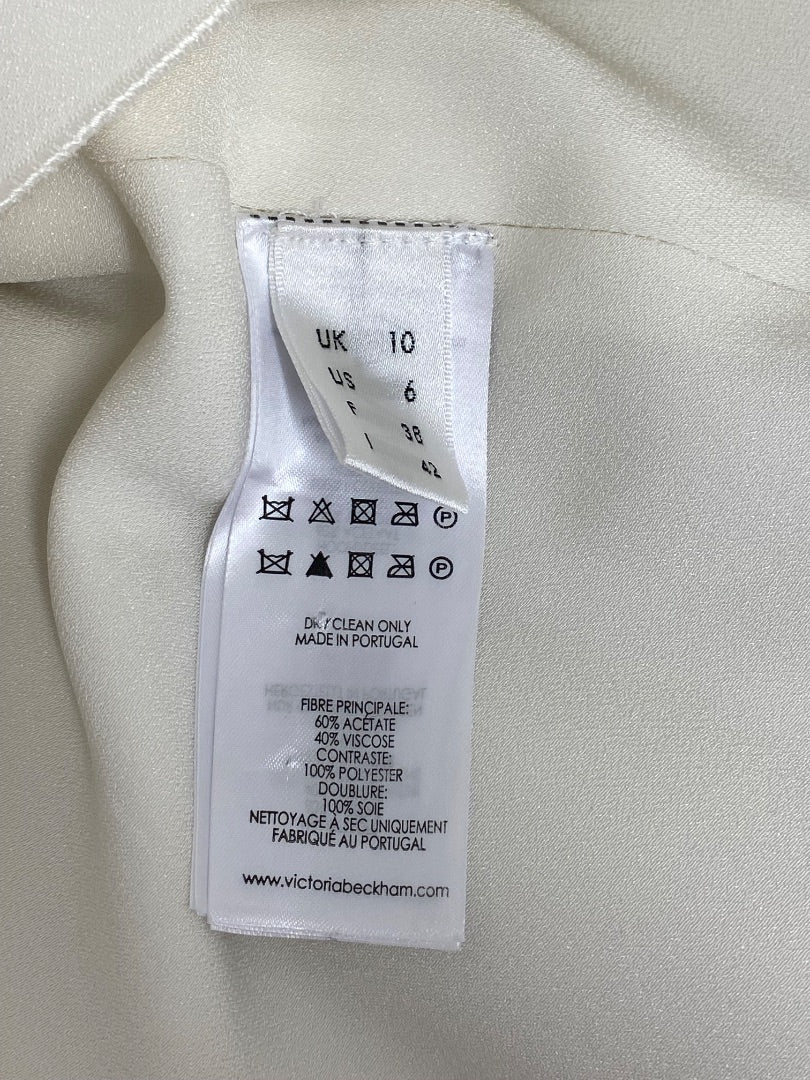 UK 10
US 6
F 38
I 42
P
P
DRY CLEAN ONLY
MADE IN PORTUGAL
FIBRE PRINCIPALE:
60% ACÉTATE
40% VISCOSE
CONTRASTE:
100% POLYESTER
DOUBLURE:
100% SOIE
NETTOYAGE À SEC UNIQUEMENT
FABRIQUÉ AU PORTUGAL
www.victoriabeckham.com